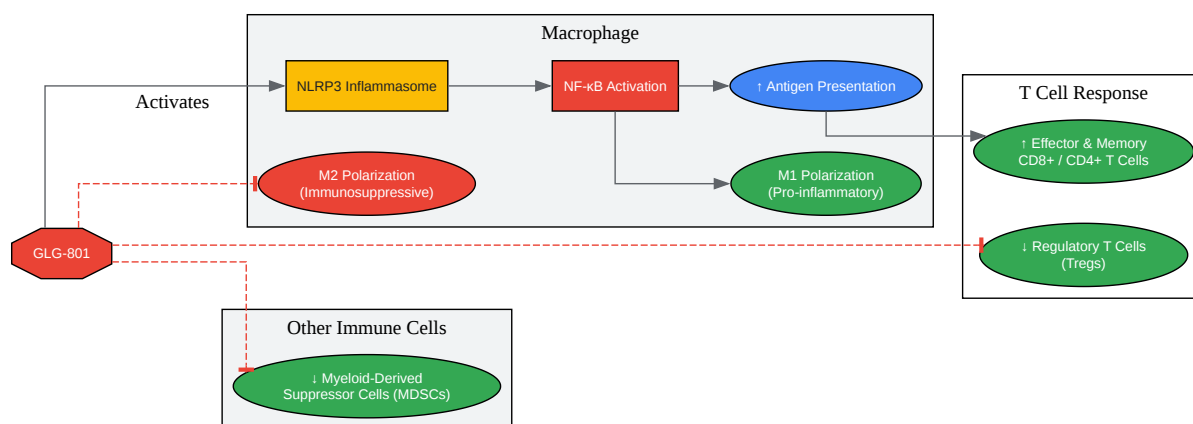 Macrophage
NLRP3 Inflammasome
NF-κB Activation
↑ Antigen Presentation
Activates
T Cell Response
↑ Effector & Memory
CD8+ / CD4+ T Cells
M2 Polarization
(Immunosuppressive)
M1 Polarization
(Pro-inflammatory)
GLG-801
↓ Regulatory T Cells
(Tregs)
Other Immune Cells
↓ Myeloid-Derived
Suppressor Cells (MDSCs)